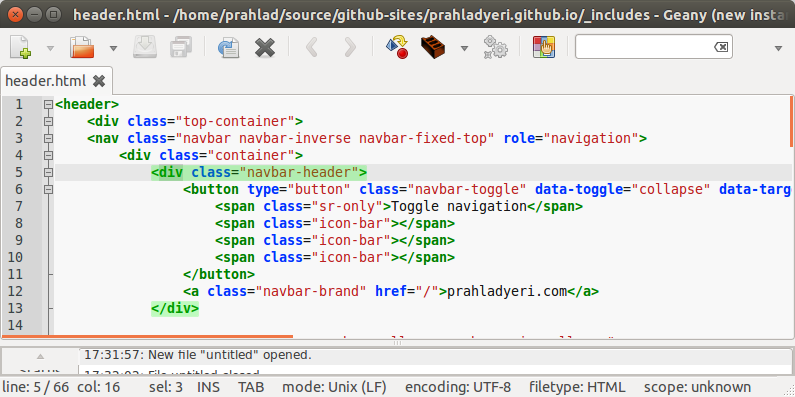 header.html - /home/prahlad/source/github-sites/prahladyeri.github.io/_includes - Geany (new insta
header.html
1 <header>
2 <div class="top-container">
3 <nav class="navbar navbar-inverse navbar-fixed-top" role="navigation">
4 <div class="container">
5 <div class="navbar-header">
6 <button type="button" class="navbar-toggle" data-toggle="collapse" data-targ
7 <span class="sr-only">Toggle navigation</span>
8 <span class="icon-bar"></span>
9 <span class="icon-bar"></span>
10 <span class="icon-bar"></span>
11 </button>
12 <a class="navbar-brand" href="/">prahladyeri.com</a>
13 </div>
14
17:31:57: New file "untitled" opened.
17:32:02: File untitled closed.
line: 5 / 66 col: 16 sel: 3 INS TAB mode: Unix (LF) encoding: UTF-8 filetype: HTML scope: unknown